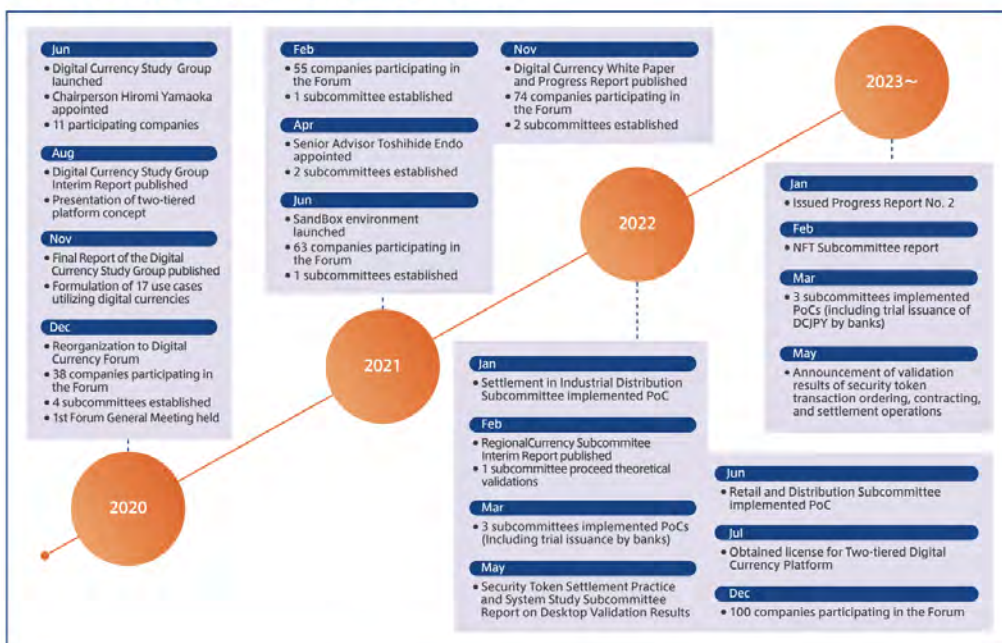 Jun
• Digital Currency Study Group
launched
• Chairperson Hiromi Yamaoka
appointed
• 11 participating companies
Aug
• Digital Currency Study Group
Interim Report published
• Presentation of two-tiered
platform concept
Nov
• Final Report of the Digital
Currency Study Group published
• Formulation of 17 use cases
utilizing digital currencies
Dec
• Reorganization to Digital
Currency Forum
• 38 companies participating in
the Forum
• 4 subcommittees established
• 1st Forum General Meeting held
2020
Feb
• 55 companies participating in
the Forum
• 1 subcommittee established
Apr
• Senior Advisor Toshihide Endo
appointed
• 2 subcommittees established
Jun
• SandBox environment
launched
• 63 companies participating in
the Forum
• 1 subcommittees established
Nov
• Digital Currency White Paper
and Progress Report published
• 74 companies participating in
the Forum
• 2 subcommittees established
2021
2022
Jan
• Settlement in Industrial Distribution
Subcommittee implemented PoC
Feb
• RegionalCurrency Subcommitee
Interim Report published
• 1 subcommittee proceed theoretical
validations
Mar
• 3 subcommittees implemented PoCs
(Including trial issuance by banks)
May
• Security Token Settlement Practice
and System Study Subcommittee
Report on Desktop Validation Results
Jun
• Retail and Distribution Subcommittee
implemented PoC
Jul
• Obtained license for Two-tiered Digital
Currency Platform
Dec
• 100 companies participating in the Forum
2023~
Jan
• Issued Progress Report No. 2
Feb
• NFT Subcommittee report
Mar
• 3 subcommittees implemented
PoCs (including trial issuance of
DCJPY by banks)
May
• Announcement of validation
results of security token
transaction ordering, contracting,
and settlement operations